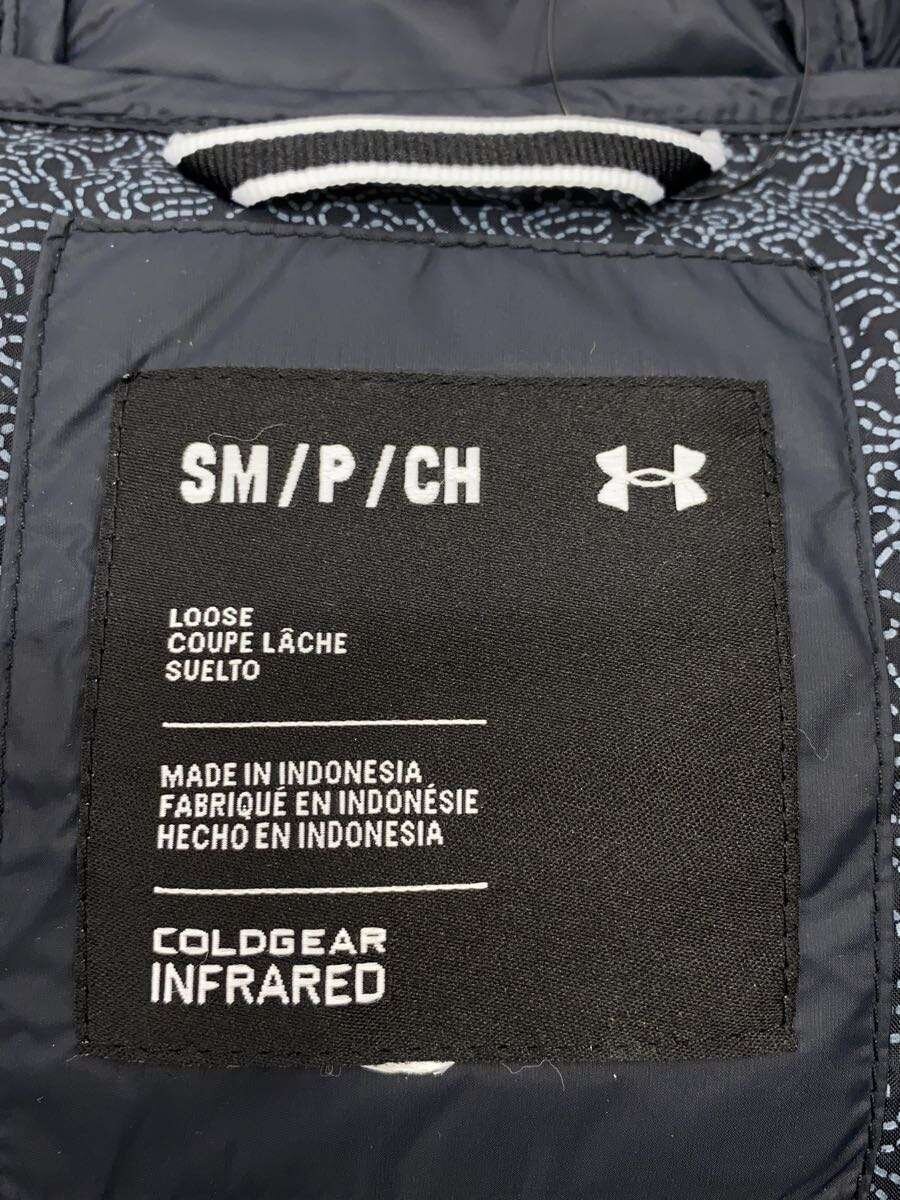 SM/P/CH
LOOSE
COUPE LÂCHE
SUELTO
MADE IN INDONESIA
FABRIQUÉ EN INDONÉSIE
HECHO EN INDONESIA
COLDGEAR
INFRARED